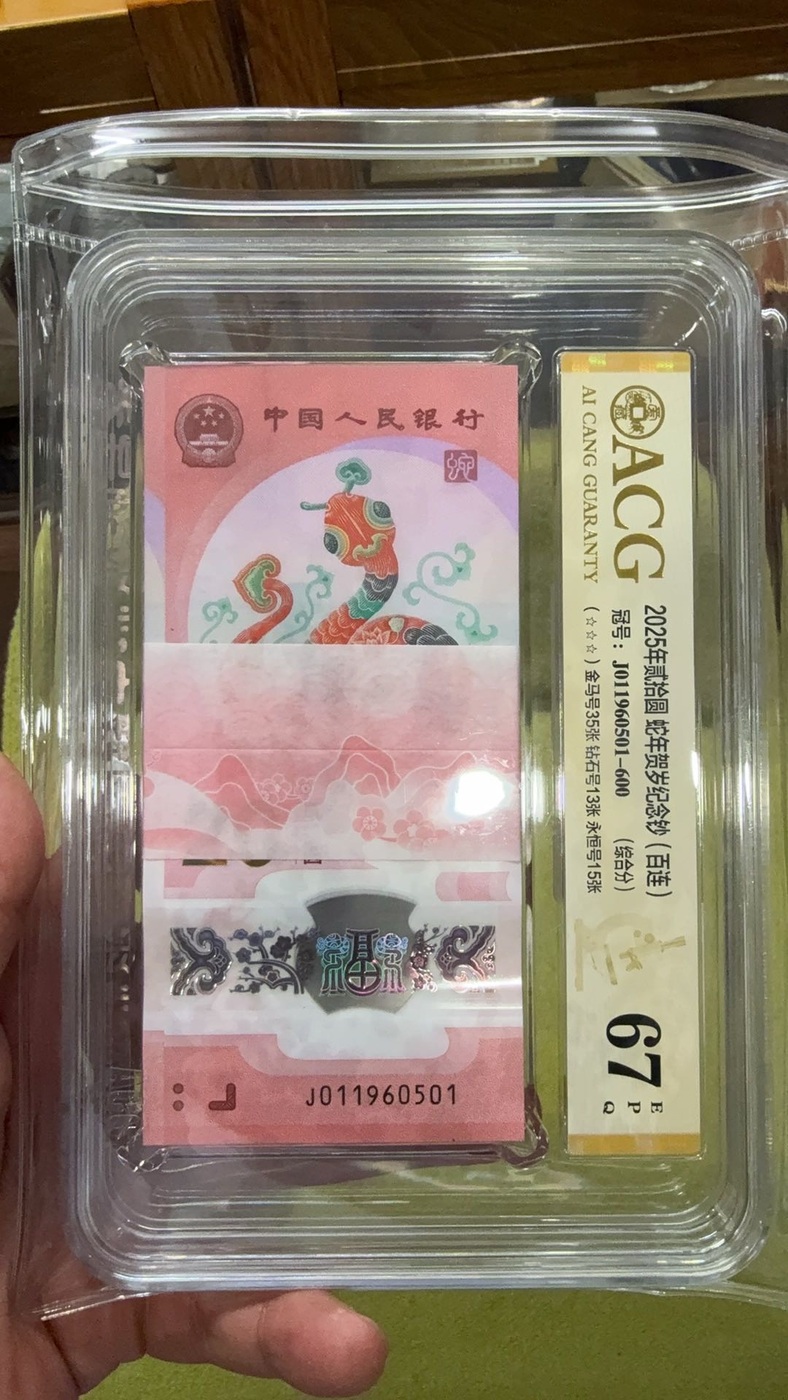 中国人民银行
福
J011960501
ACG
AI CANG GUARANTY
2025年贰拾圆 蛇年贺岁纪念钞（百连）
冠号：J011960501-600 （综合分）
（☆☆☆）金马号35张 钻石号13张 永恒号15张
67
E
P
Q